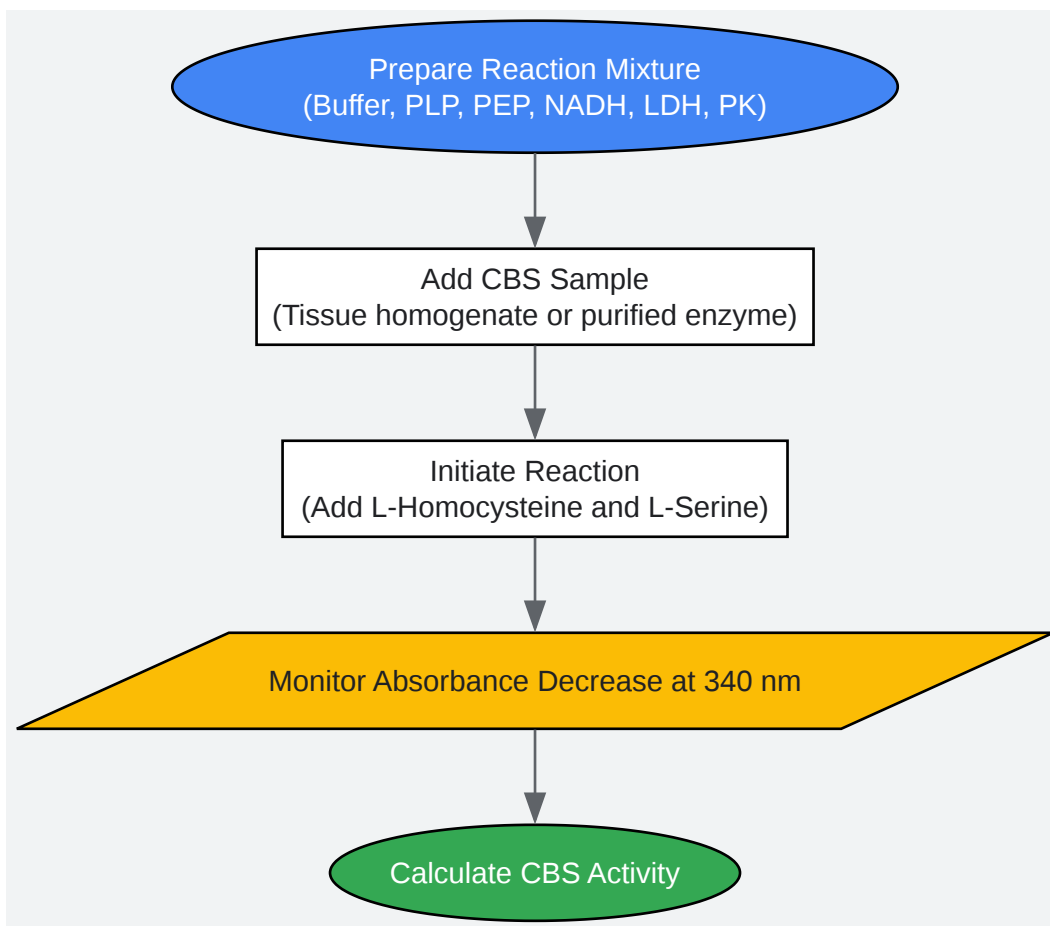 Prepare Reaction Mixture
(Buffer, PLP, PEP, NADH, LDH, PK)
Add CBS Sample
(Tissue homogenate or purified enzyme)
Initiate Reaction
(Add L-Homocysteine and L-Serine)
Monitor Absorbance Decrease at 340 nm
Calculate CBS Activity